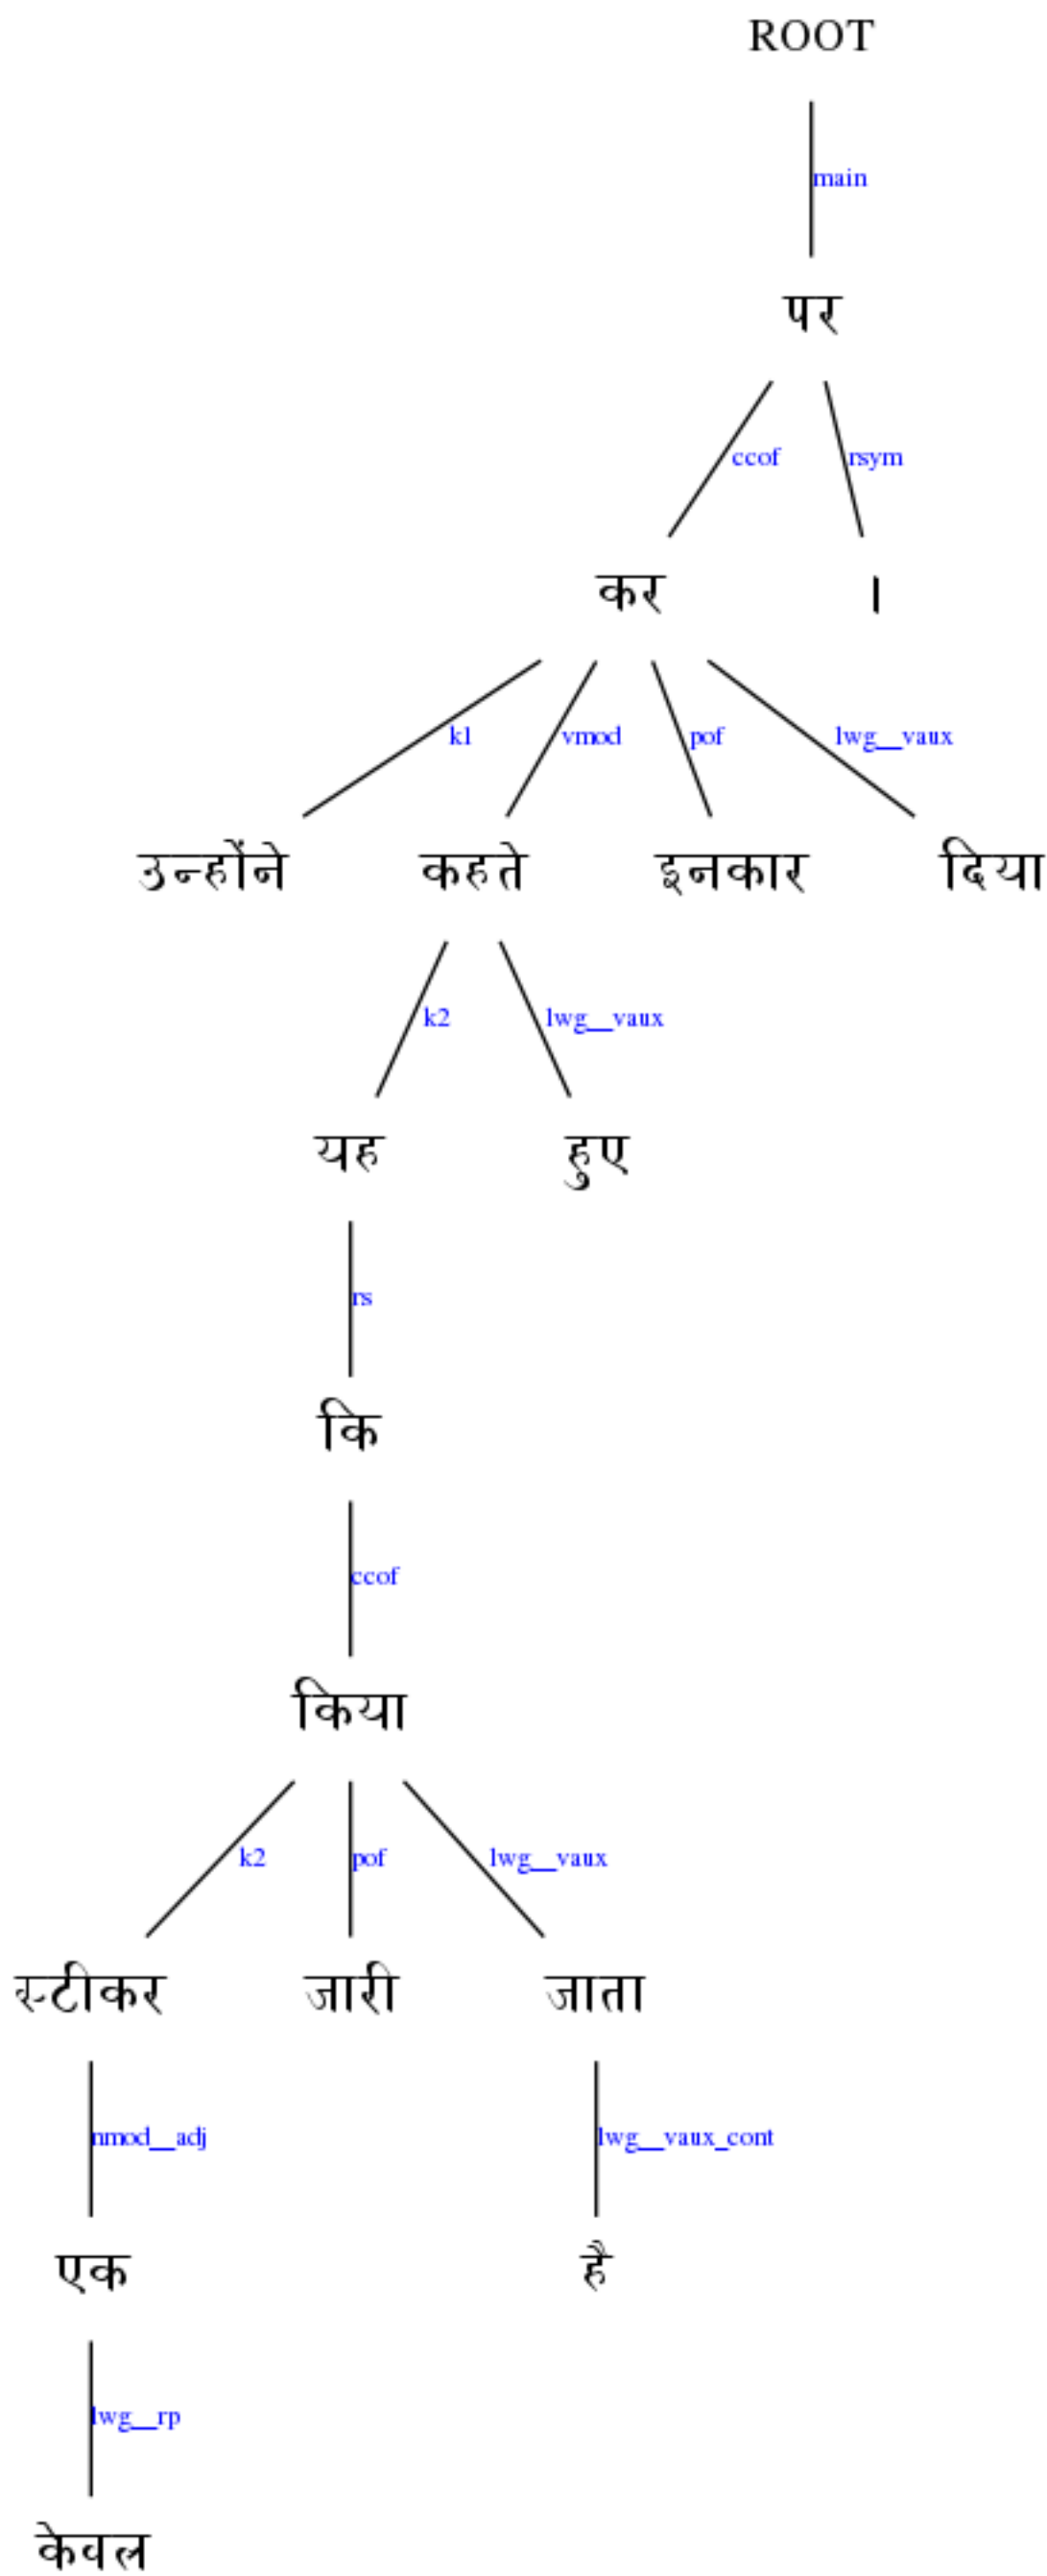 ROOT
main
पर
ccof rsym
कर ।
k1 vmod pof lwg__vaux
उन्होंने कहते इनकार दिया
k2 lwg__vaux
यह हुए
rs
कि
ccof
किया
k2 pof lwg__vaux
स्टीकर जारी जाता
nmod__adj lwg__vaux_cont
एक है
lwg__rp
केवल